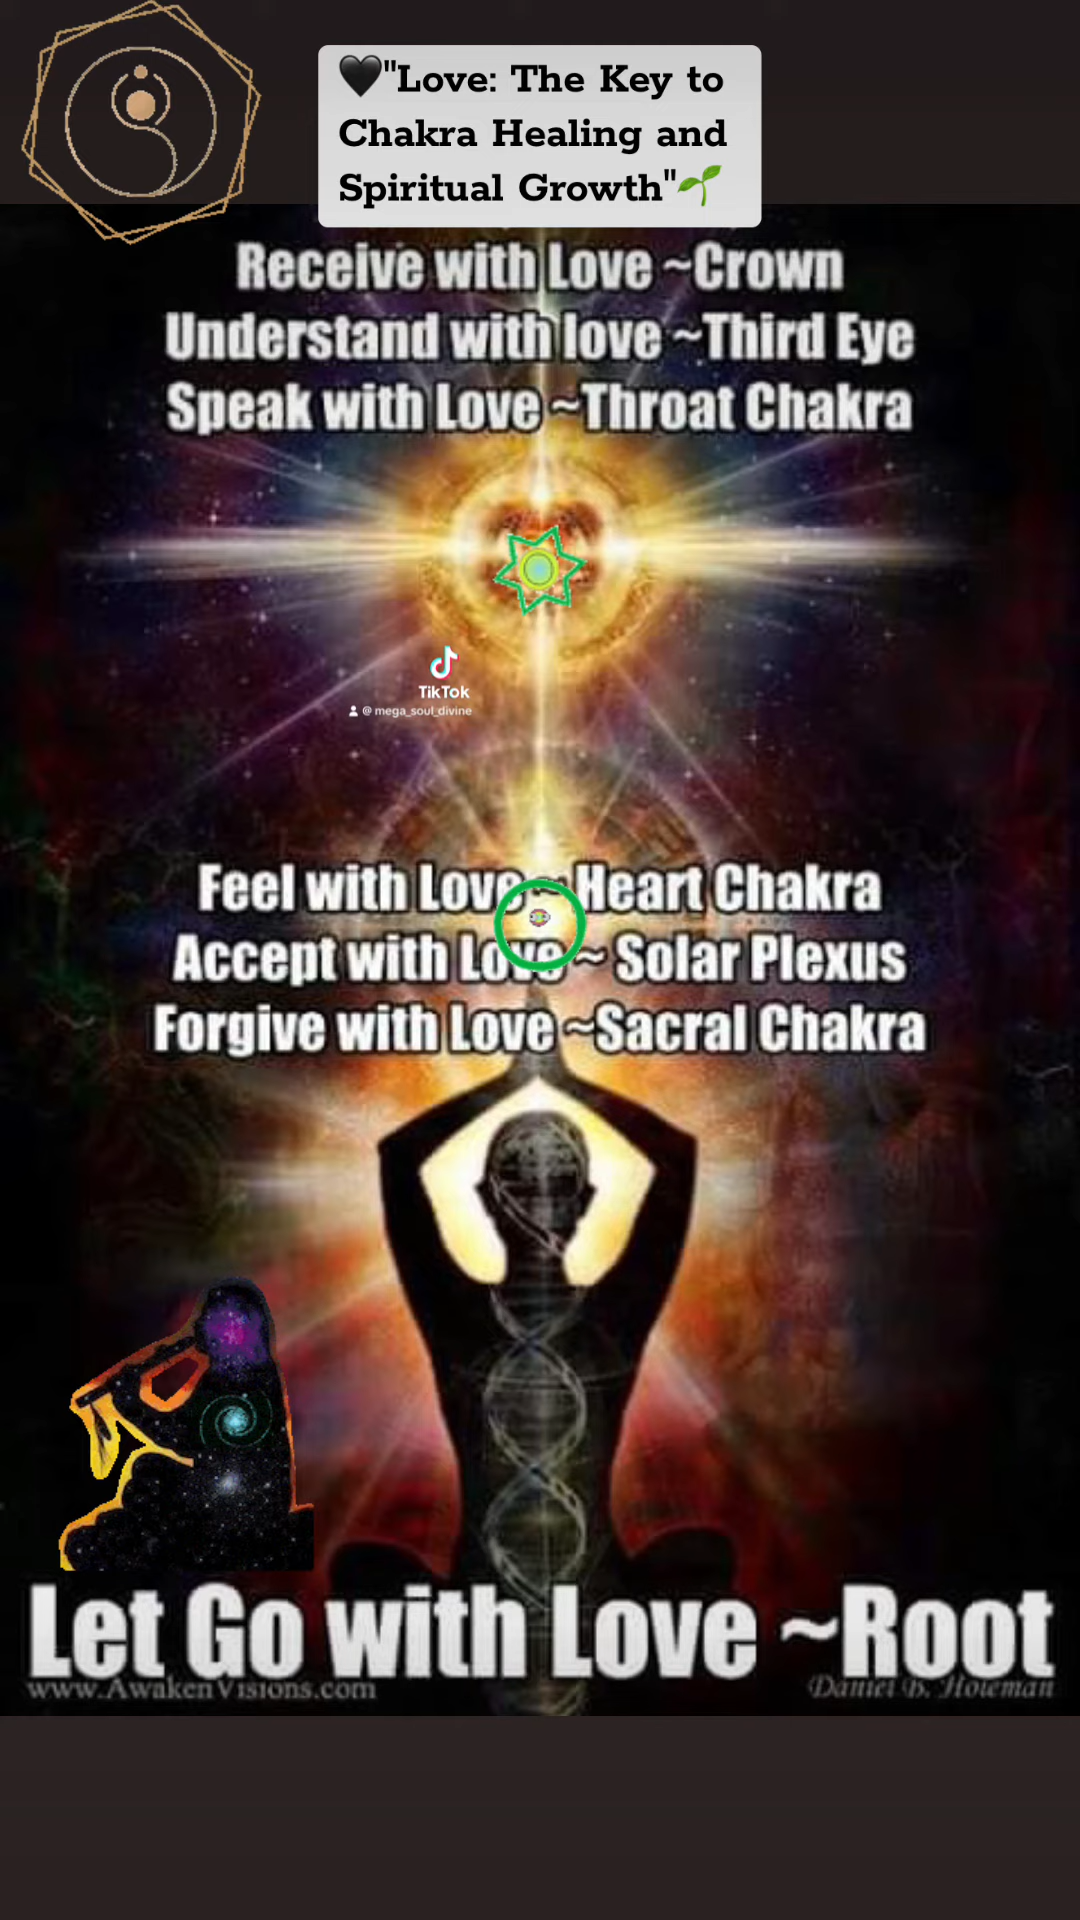 🖤"Love: The Key to
Chakra Healing and
Spiritual Growth"🌱
Receive with Love ~Crown
Understand with love ~Third Eye
Speak with Love ~Throat Chakra
TikTok
@ mega_soul_divine
Feel with Love ~ Heart Chakra
Accept with Love ~ Solar Plexus
Forgive with Love ~Sacral Chakra
Let Go with Love ~Root
www.AwakenVisions.com
Daniel B. Holeman